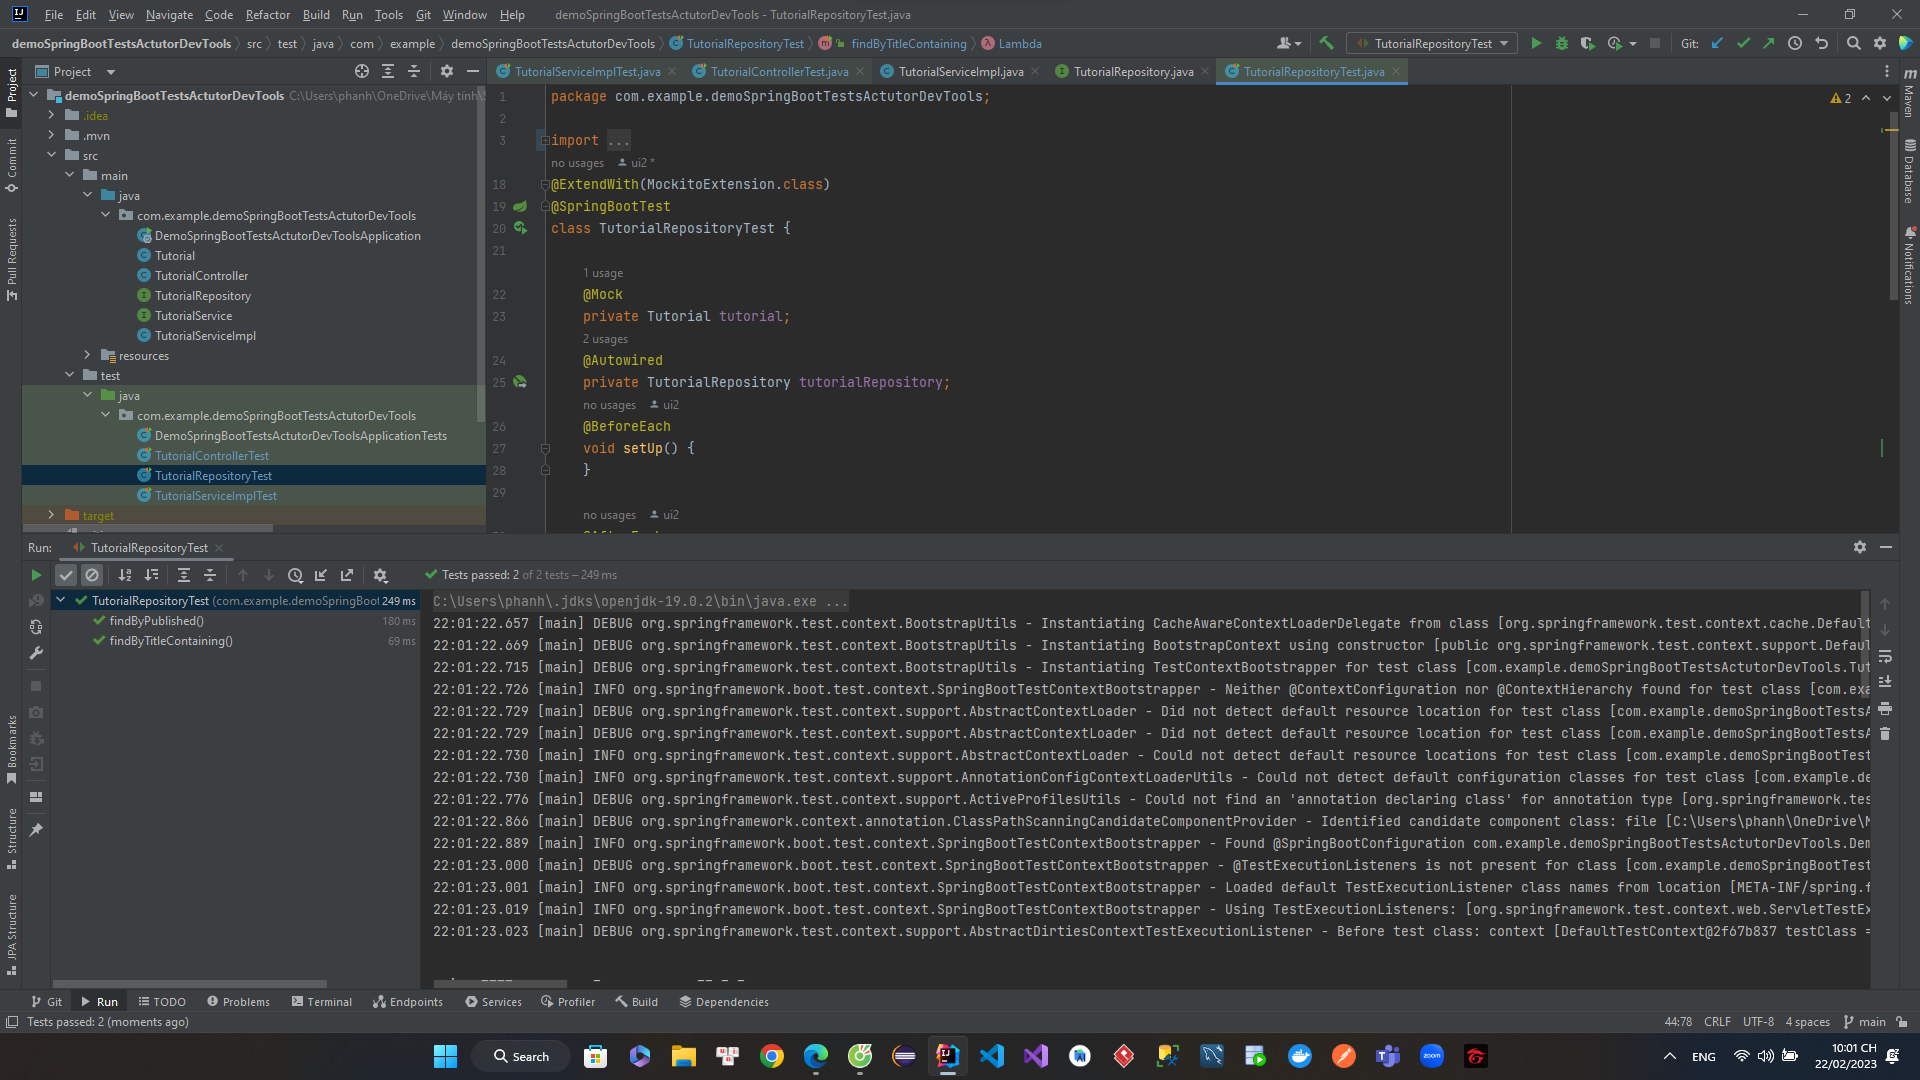 File Edit View Navigate Code Refactor Build Run Tools Git Window Help demoSpringBootTestsActutorDevTools - TutorialRepositoryTest.java
demoSpringBootTestsActutorDevTools src test java com example demoSpringBootTestsActutorDevTools TutorialRepositoryTest findByTitleContaining Lambda TutorialRepositoryTest Git:
Project
TutorialServiceImplTest.java TutorialControllerTest.java TutorialServiceImpl.java TutorialRepository.java TutorialRepositoryTest.java
demoSpringBootTestsActutorDevTools C:\Users\phanh\OneDrive\Máy tính\S
.idea
.mvn
src
main
java
com.example.demoSpringBootTestsActutorDevTools
DemoSpringBootTestsActutorDevToolsApplication
Tutorial
TutorialController
TutorialRepository
TutorialService
TutorialServiceImpl
resources
test
java
com.example.demoSpringBootTestsActutorDevTools
DemoSpringBootTestsActutorDevToolsApplicationTests
TutorialControllerTest
TutorialRepositoryTest
TutorialServiceImplTest
target
1 package com.example.demoSpringBootTestsActutorDevTools;
2
3 import ...
no usages ui2 *
18 @ExtendWith(MockitoExtension.class)
19 @SpringBootTest
20 class TutorialRepositoryTest {
21
1 usage
22 @Mock
23 private Tutorial tutorial;
2 usages
24 @Autowired
25 private TutorialRepository tutorialRepository;
no usages ui2
26 @BeforeEach
27 void setUp() {
28 }
29
no usages ui2
2
Project
Commit
Pull Requests
Bookmarks
Structure
JPA Structure
Maven
Database
Notifications
Run: TutorialRepositoryTest
Tests passed: 2 of 2 tests – 249 ms
TutorialRepositoryTest (com.example.demoSpringBoot 249 ms
findByPublished() 180 ms
findByTitleContaining() 69 ms
C:\Users\phanh\.jdks\openjdk-19.0.2\bin\java.exe ...
22:01:22.657 [main] DEBUG org.springframework.test.context.BootstrapUtils - Instantiating CacheAwareContextLoaderDelegate from class [org.springframework.test.context.cache.Default
22:01:22.669 [main] DEBUG org.springframework.test.context.BootstrapUtils - Instantiating BootstrapContext using constructor [public org.springframework.test.context.support.Defaul
22:01:22.715 [main] DEBUG org.springframework.test.context.BootstrapUtils - Instantiating TestContextBootstrapper for test class [com.example.demoSpringBootTestsActutorDevTools.Tut
22:01:22.726 [main] INFO org.springframework.boot.test.context.SpringBootTestContextBootstrapper - Neither @ContextConfiguration nor @ContextHierarchy found for test class [com.exa
22:01:22.729 [main] DEBUG org.springframework.test.context.support.AbstractContextLoader - Did not detect default resource location for test class [com.example.demoSpringBootTestsA
22:01:22.729 [main] DEBUG org.springframework.test.context.support.AbstractContextLoader - Did not detect default resource location for test class [com.example.demoSpringBootTestsA
22:01:22.730 [main] INFO org.springframework.test.context.support.AbstractContextLoader - Could not detect default resource locations for test class [com.example.demoSpringBootTest
22:01:22.730 [main] INFO org.springframework.test.context.support.AnnotationConfigContextLoaderUtils - Could not detect default configuration classes for test class [com.example.de
22:01:22.776 [main] DEBUG org.springframework.test.context.support.ActiveProfilesUtils - Could not find an 'annotation declaring class' for annotation type [org.springframework.tes
22:01:22.866 [main] DEBUG org.springframework.context.annotation.ClassPathScanningCandidateComponentProvider - Identified candidate component class: file [C:\Users\phanh\OneDrive\M
22:01:22.889 [main] INFO org.springframework.boot.test.context.SpringBootTestContextBootstrapper - Found @SpringBootConfiguration com.example.demoSpringBootTestsActutorDevTools.Dem
22:01:23.000 [main] DEBUG org.springframework.boot.test.context.SpringBootTestContextBootstrapper - @TestExecutionListeners is not present for class [com.example.demoSpringBootTest
22:01:23.001 [main] INFO org.springframework.boot.test.context.SpringBootTestContextBootstrapper - Loaded default TestExecutionListener class names from location [META-INF/spring.f
22:01:23.019 [main] INFO org.springframework.boot.test.context.SpringBootTestContextBootstrapper - Using TestExecutionListeners: [org.springframework.test.context.web.ServletTestEx
22:01:23.023 [main] DEBUG org.springframework.test.context.support.AbstractDirtiesContextTestExecutionListener - Before test class: context [DefaultTestContext@2f67b837 testClass =
Git Run TODO Problems Terminal Endpoints Services Profiler Build Dependencies
Tests passed: 2 (moments ago) 44:78 CRLF UTF-8 4 spaces main
Search zoom ENG 10:01 CH
22/02/2023